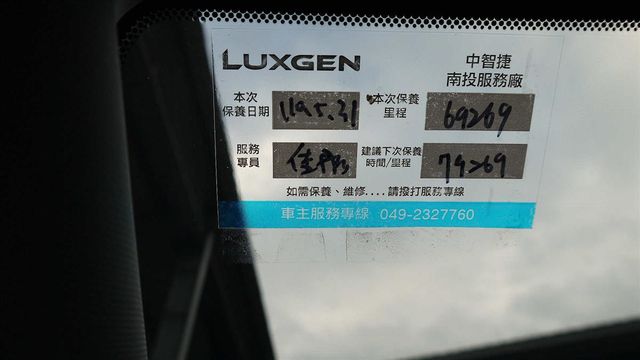 LUXGEN
中智捷
南投服務廠
本次
保養日期
119.5.31
本次保養
里程
69269
服務
專員
建議下次保養
時間/里程
74269
如需保養、維修....請撥打服務專線
車主服務專線 049-2327760